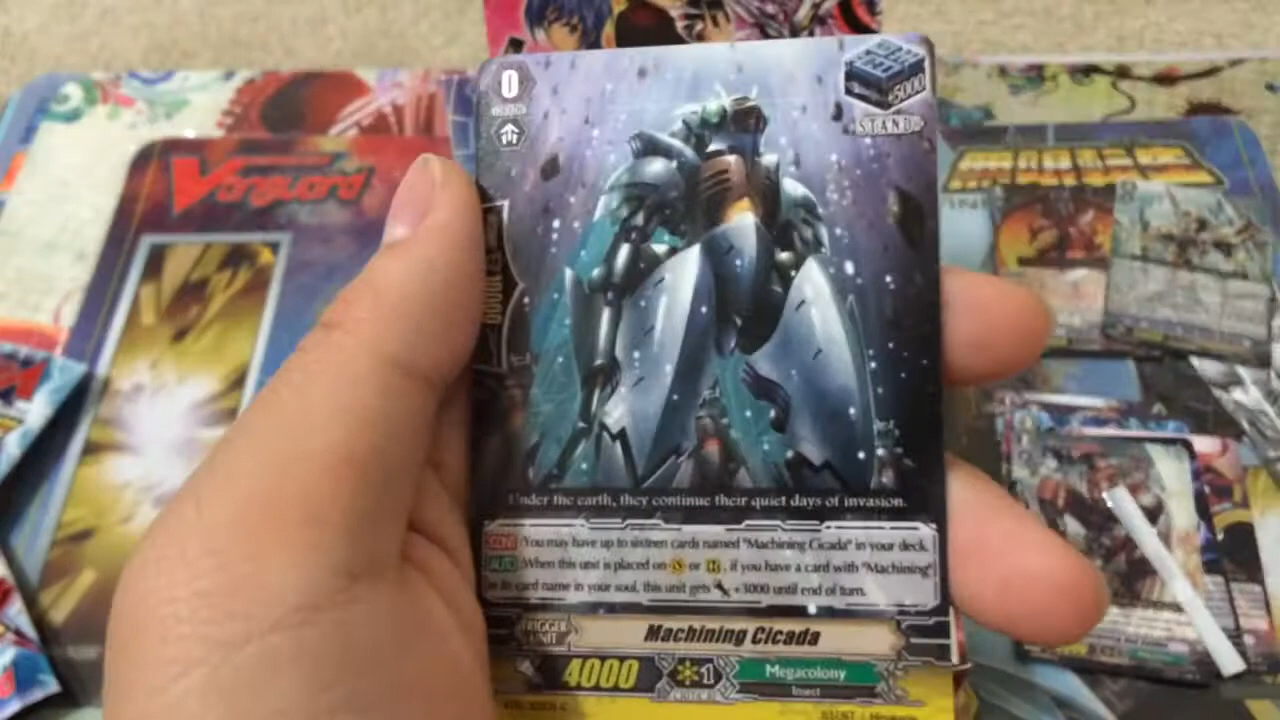 Vanguard
0
+5000
STAND
10000
Under the earth, they continue their quiet days of invasion.
CONT:You may have up to sixteen cards named "Machining Cicada" in your deck.
AUTO:When this unit is placed on S or R, if you have a card with "Machining"
in its card name in your soul, this unit gets +3000 until end of turn.
TRIGGER
UNIT
Machining Cicada
4000
1
CRITICAL
Megacolony
Insect